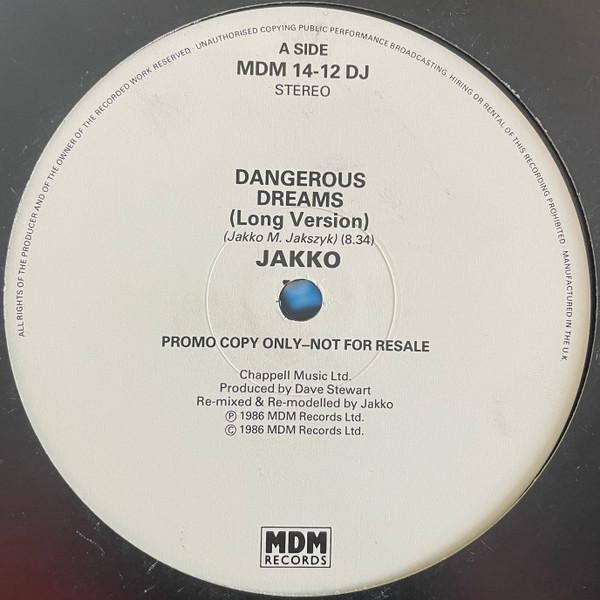 ALL RIGHTS OF THE PRODUCER AND OF THE OWNER OF THE RECORDED WORK RESERVED. UNAUTHORISED COPYING PUBLIC PERFORMANCE BROADCASTING. HIRING OR RENTAL OF THIS RECORDING PROHIBITED. MANUFACTURED IN THE U.K.
A SIDE
MDM 14-12 DJ
STEREO
DANGEROUS
DREAMS
(Long Version)
(Jakko M. Jakszyk) (8.34)
JAKKO
PROMO COPY ONLY–NOT FOR RESALE
Chappell Music Ltd.
Produced by Dave Stewart
Re-mixed & Re-modelled by Jakko
℗ 1986 MDM Records Ltd.
© 1986 MDM Records Ltd.
MDM
RECORDS